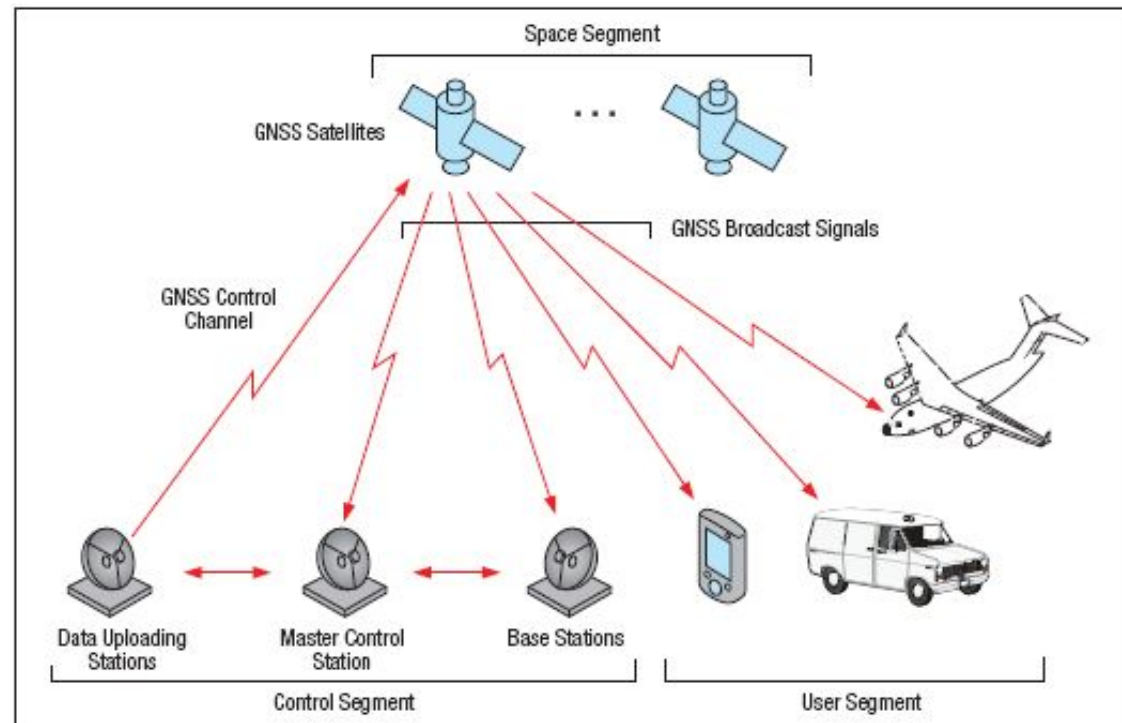 Space Segment
GNSS Satellites
...
GNSS Broadcast Signals
GNSS Control
Channel
Data Uploading
Stations
Master Control
Station
Base Stations
Control Segment
User Segment